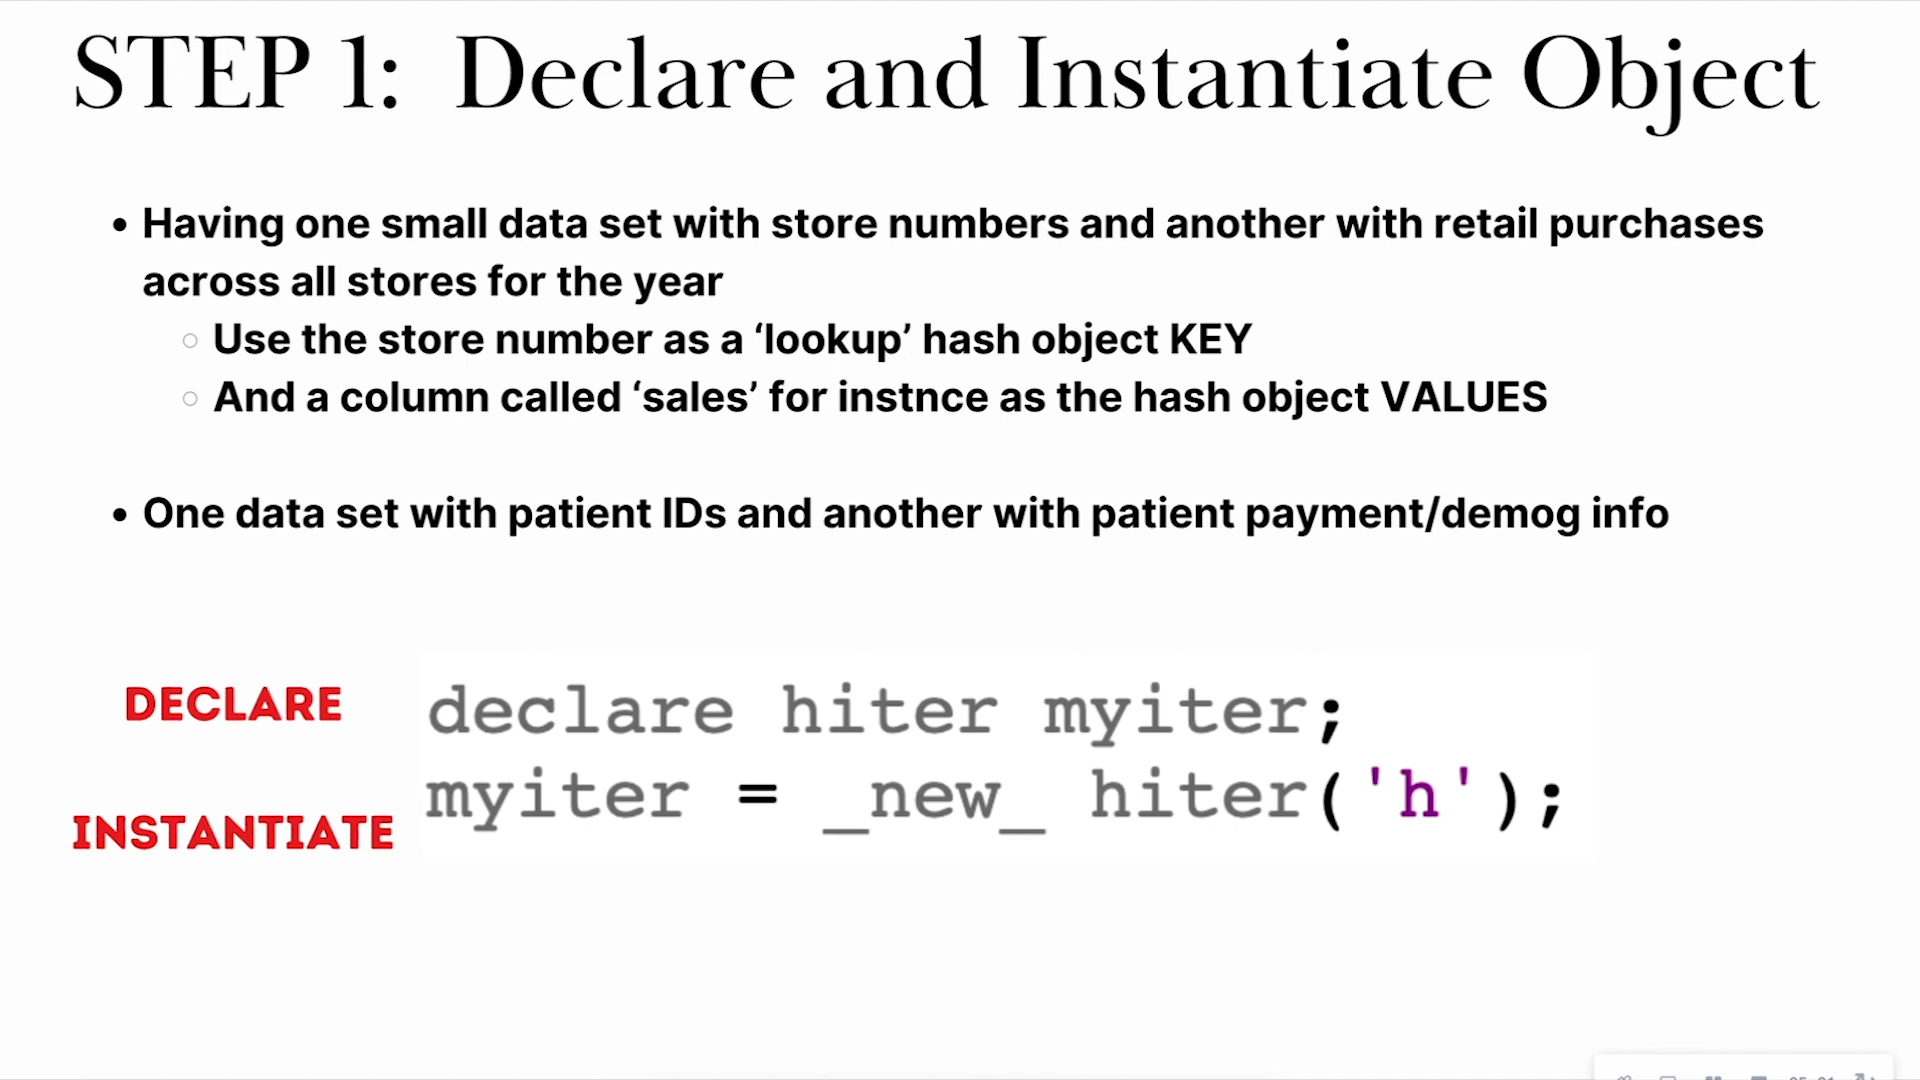 STEP 1: Declare and Instantiate Object
• Having one small data set with store numbers and another with retail purchases
across all stores for the year
○ Use the store number as a ‘lookup’ hash object KEY
○ And a column called ‘sales’ for instnce as the hash object VALUES
• One data set with patient IDs and another with patient payment/demog info
DECLARE
declare hiter myiter;
myiter = _new_ hiter('h');
INSTANTIATE